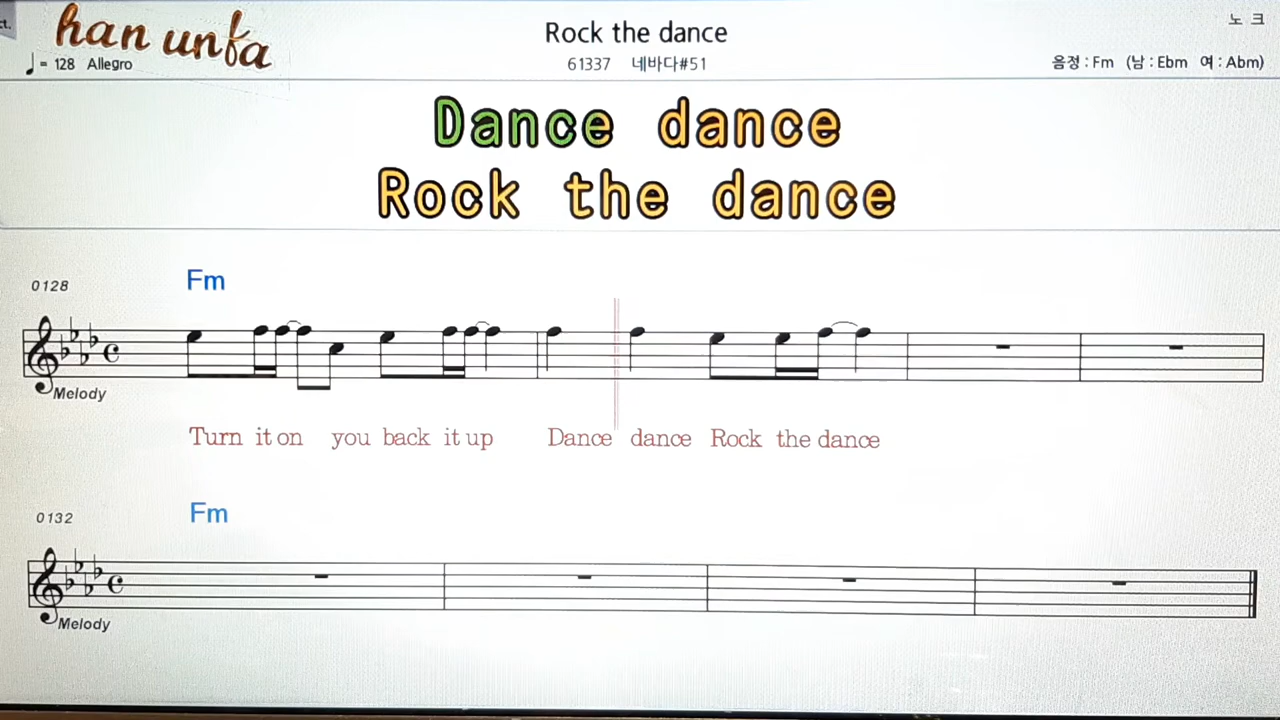 ct.
han unfa
Rock the dance
노 크
♩= 128 Allegro
61337 네바다#51
음정 : Fm (남 : Ebm 여 : Abm)
Dance dance
Rock the dance
0128
Fm
Melody
Turn it on you back it up Dance dance Rock the dance
0132
Fm
Melody